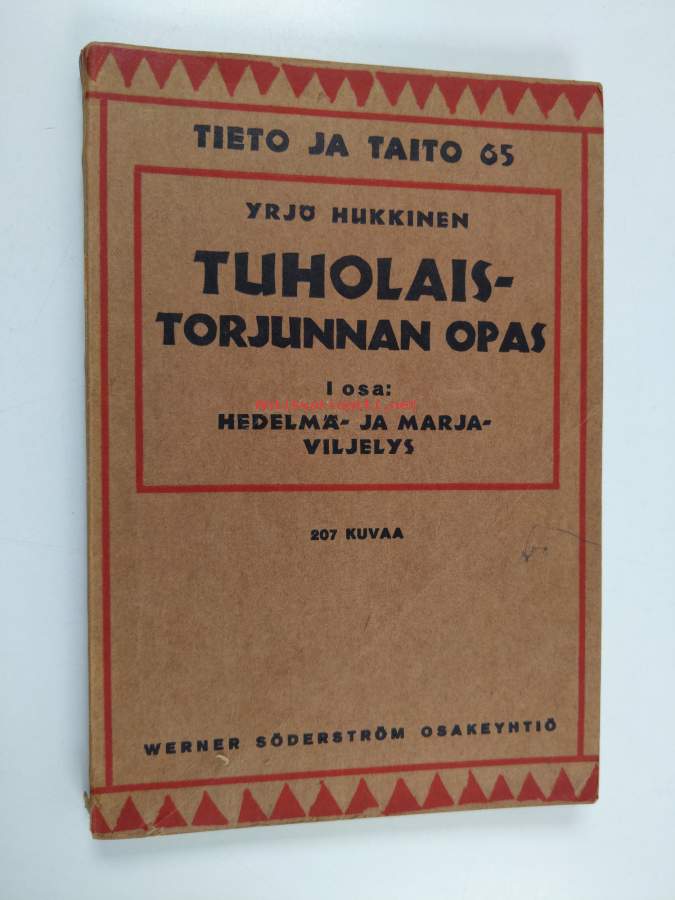 TIETO JA TAITO 65
YRJÖ HUKKINEN
TUHOLAIS-
TORJUNNAN OPAS
I osa:
HEDELMÄ- JA MARJA-
VILJELYS
207 KUVAA
WERNER SÖDERSTRÖM OSAKEYHTIÖ